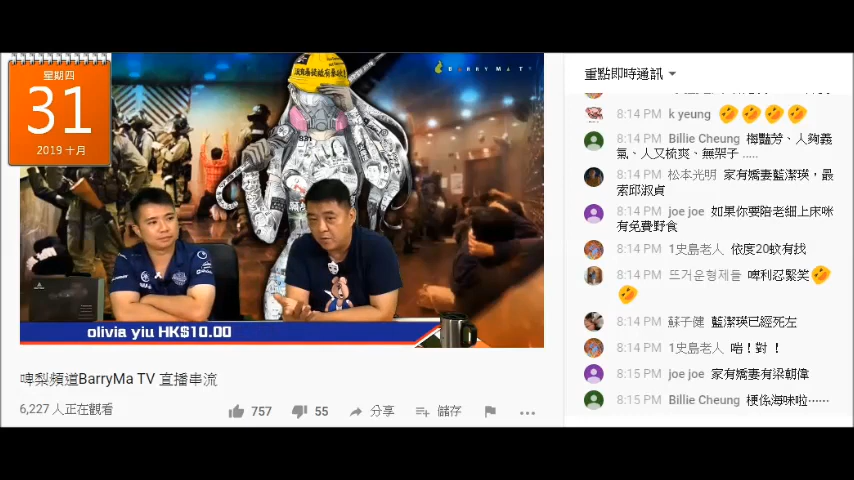 星期四
31
2019 十月
BARRY MA TV
olivia yiu HK$10.00
啤梨頻道BarryMa TV 直播串流
6,227 人正在觀看
757
55
分享
儲存
重點即時通訊
8:14 PM k yeung
8:14 PM Billie Cheung 梅豔芳、人夠義
氣、人又梳爽、無架子 .....
8:14 PM 松本光明 家有嬌妻藍潔瑛，最
索邱淑貞
8:14 PM joe joe 如果你要陪老細上床咪
有免費野食
8:14 PM 1史島老人 依度20蚊有找
8:14 PM 뜨거운형제들 啤利忍緊笑
8:14 PM 蘇子健 藍潔瑛已經死左
8:14 PM 1史島老人 啱！對 ！
8:15 PM joe joe 家有嬌妻有梁朝偉
8:15 PM Billie Cheung 梗係海味啦⋯⋯